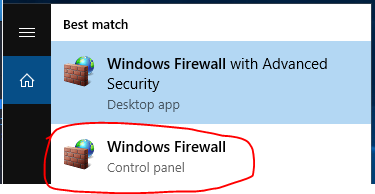 Best match
Windows Firewall with Advanced
Security
Desktop app
Windows Firewall
Control panel